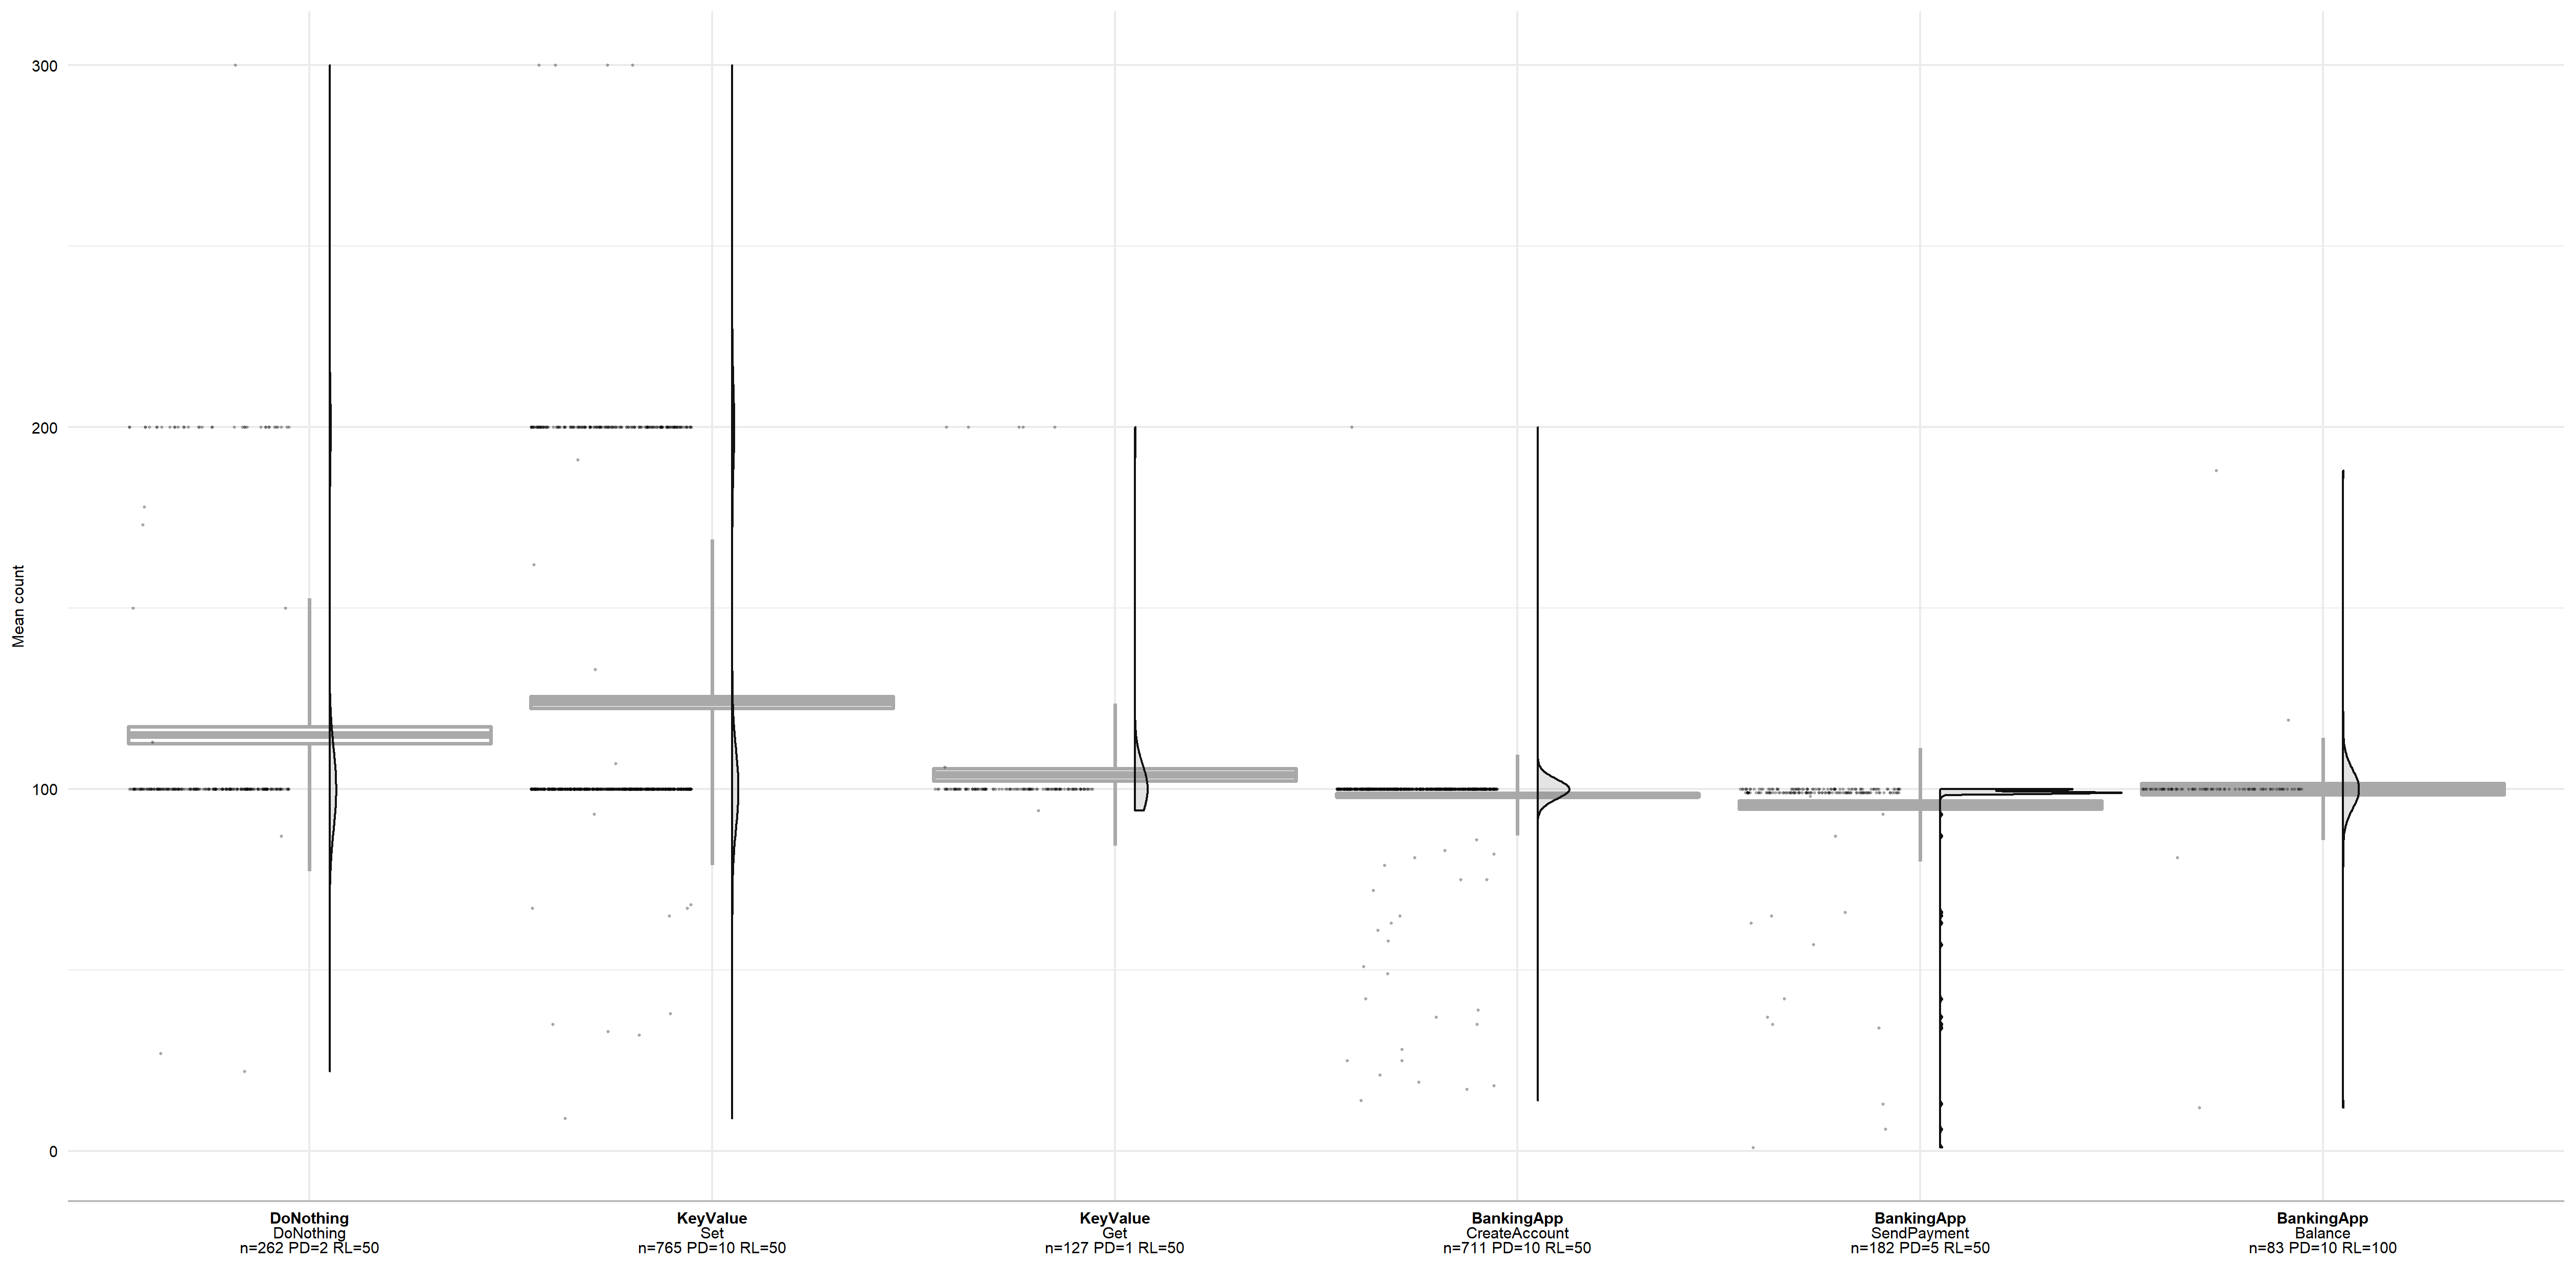 300
200
100
0
Mean count
DoNothing
DoNothing
n=262 PD=2 RL=50
KeyValue
Set
n=765 PD=10 RL=50
KeyValue
Get
n=127 PD=1 RL=50
BankingApp
CreateAccount
n=711 PD=10 RL=50
BankingApp
SendPayment
n=182 PD=5 RL=50
BankingApp
Balance
n=83 PD=10 RL=100